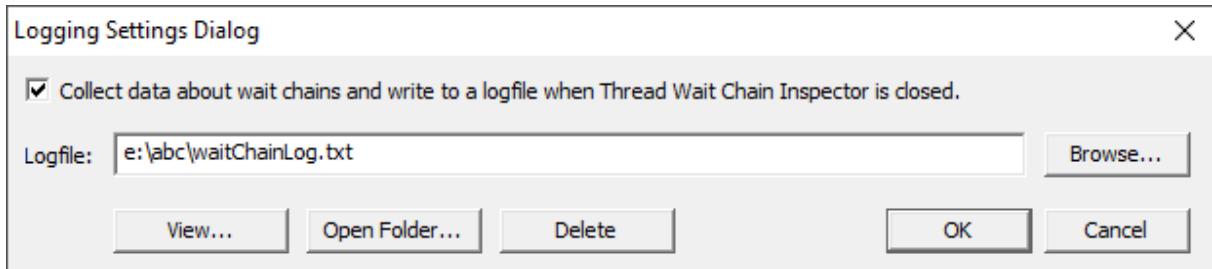 Logging Settings Dialog
Collect data about wait chains and write to a logfile when Thread Wait Chain Inspector is closed.
Logfile: e:\abc\waitChainLog.txt Browse...
View... Open Folder... Delete OK Cancel